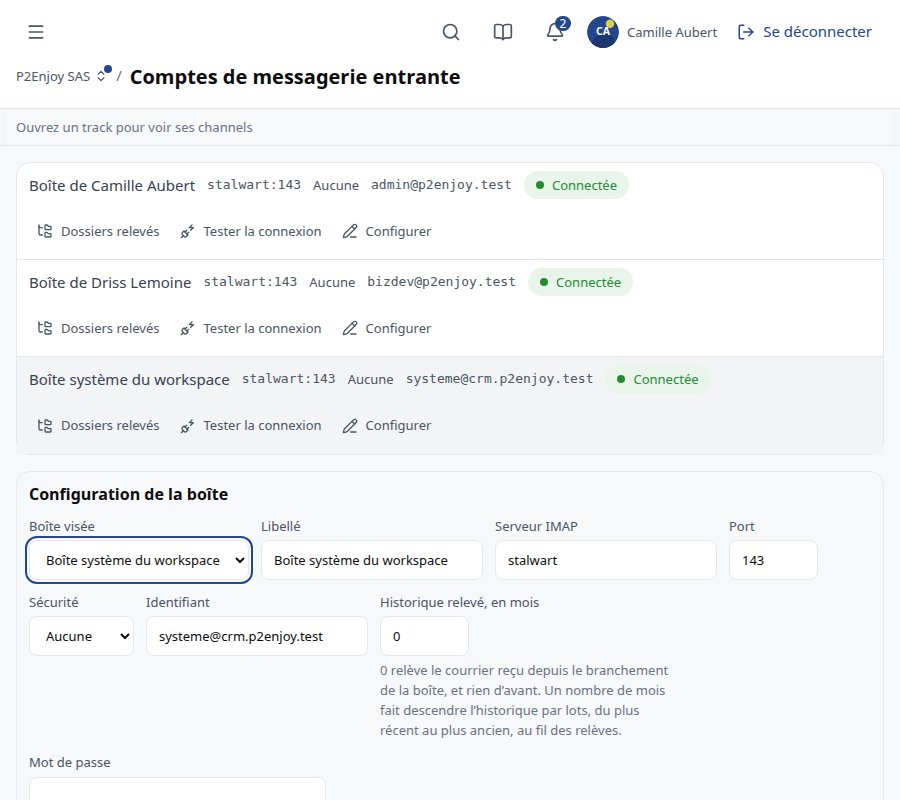 2
CA
Camille Aubert
Se déconnecter
P2Enjoy SAS / Comptes de messagerie entrante
Ouvrez un track pour voir ses channels
Boîte de Camille Aubert stalwart:143 Aucune admin@p2enjoy.test Connectée
Dossiers relevés Tester la connexion Configurer
Boîte de Driss Lemoine stalwart:143 Aucune bizdev@p2enjoy.test Connectée
Dossiers relevés Tester la connexion Configurer
Boîte système du workspace stalwart:143 Aucune systeme@crm.p2enjoy.test Connectée
Dossiers relevés Tester la connexion Configurer
Configuration de la boîte
Boîte visée Libellé Serveur IMAP Port
Boîte système du workspace Boîte système du workspace stalwart 143
Sécurité Identifiant Historique relevé, en mois
Aucune systeme@crm.p2enjoy.test 0
0 relève le courrier reçu depuis le branchement
de la boîte, et rien d’avant. Un nombre de mois
fait descendre l’historique par lots, du plus
récent au plus ancien, au fil des relèves.
Mot de passe